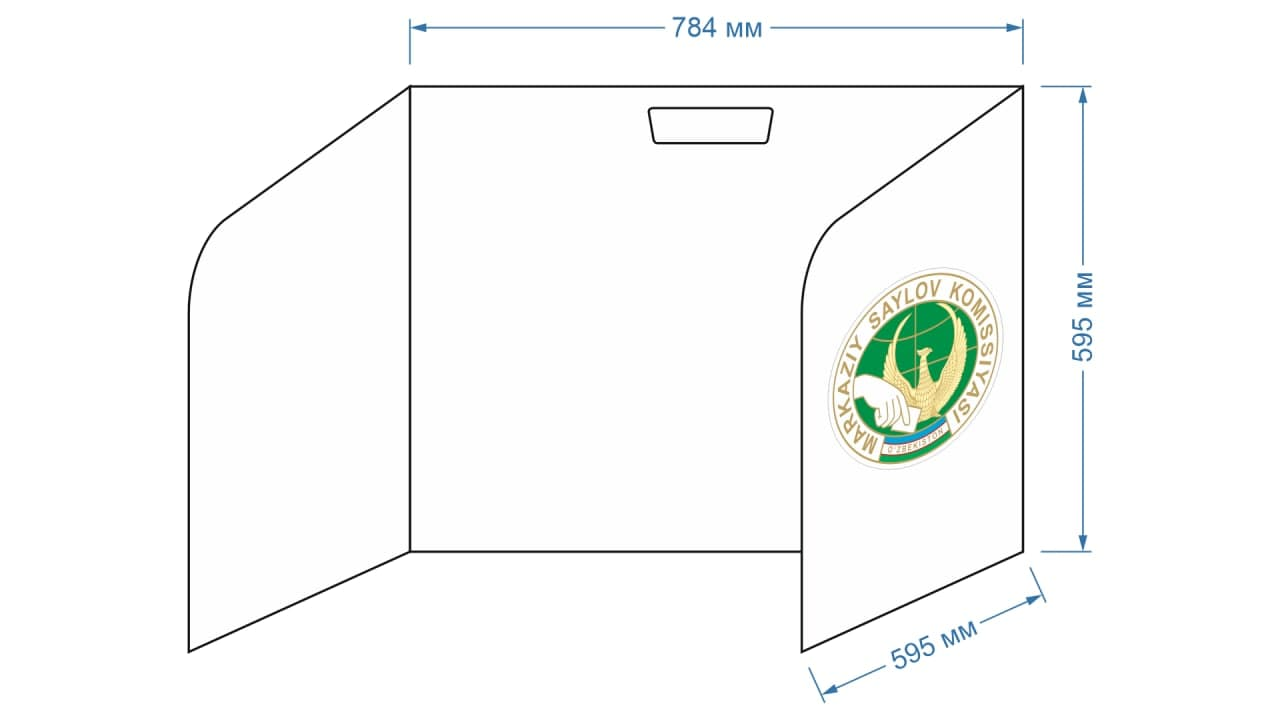 784 мм
595 мм
MARKAZIY SAYLOV KOMISSIYASI
O'ZBEKISTON
595 мм